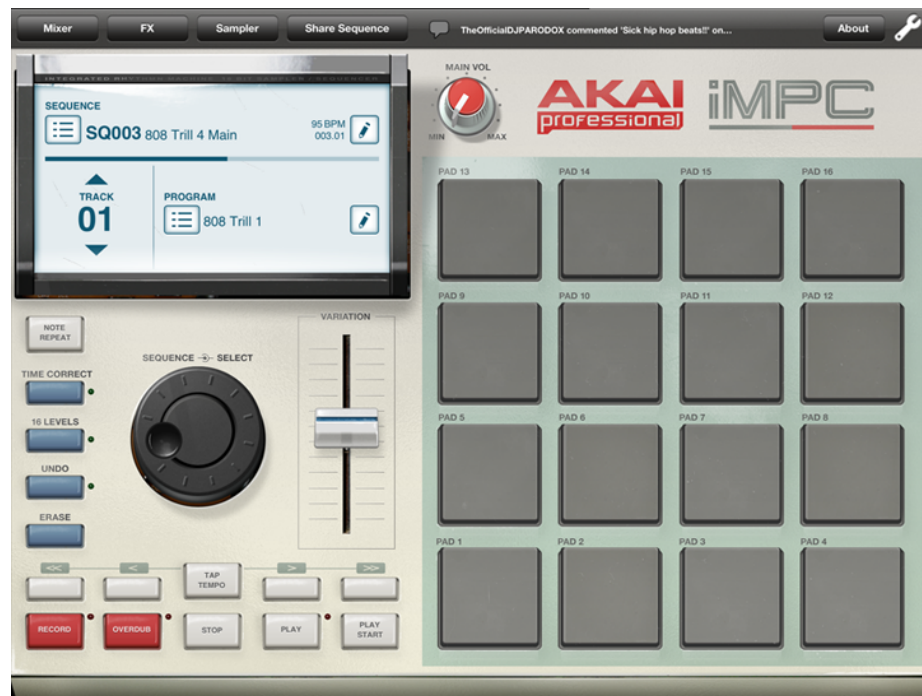 Mixer
FX
Sampler
Share Sequence
TheOfficialDJPARODOX commented 'Sick hip hop beats!!' on...
About
SEQUENCE
SQ003 808 Trill 4 Main
95 BPM
003.01
TRACK
01
PROGRAM
808 Trill 1
MAIN VOL
MIN
MAX
AKAI
professional
iMPC
PAD 13
PAD 14
PAD 15
PAD 16
PAD 9
PAD 10
PAD 11
PAD 12
PAD 5
PAD 6
PAD 7
PAD 8
PAD 1
PAD 2
PAD 3
PAD 4
NOTE
REPEAT
TIME CORRECT
16 LEVELS
UNDO
ERASE
SEQUENCE SELECT
VARIATION
<<
<
TAP
TEMPO
>
>>
RECORD
OVERDUB
STOP
PLAY
PLAY
START